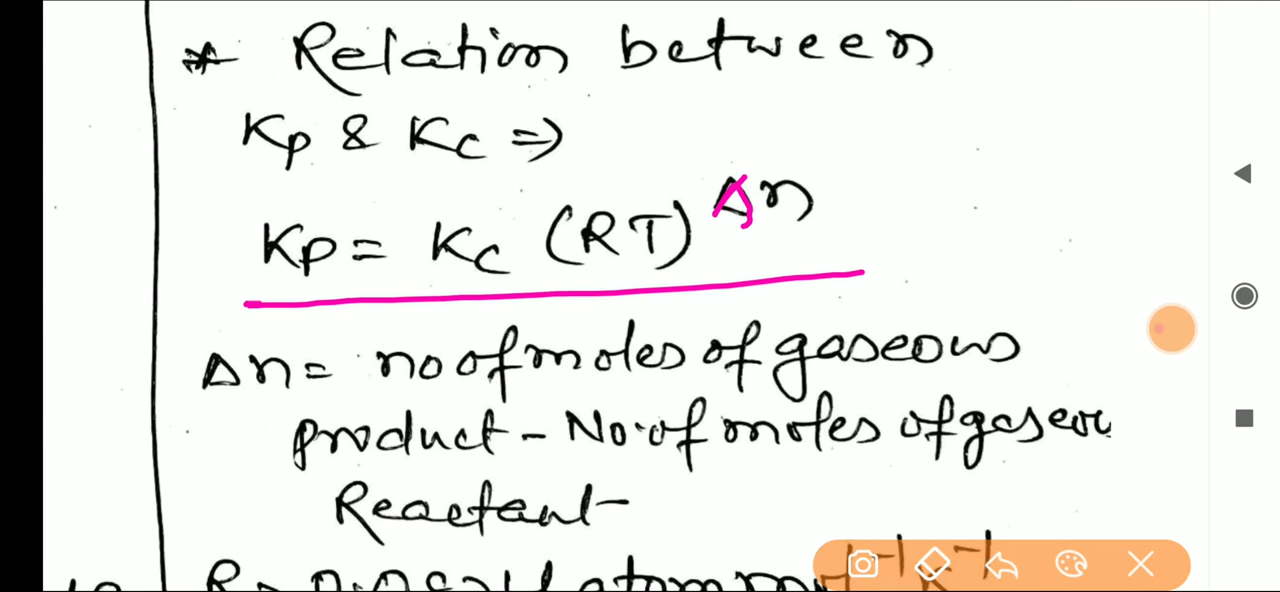 * Relation between
Kp & Kc ⇒
Kp = Kc (RT)^Δn
Δn = no of moles of gaseous
product - No. of moles of gaseou
Reactant